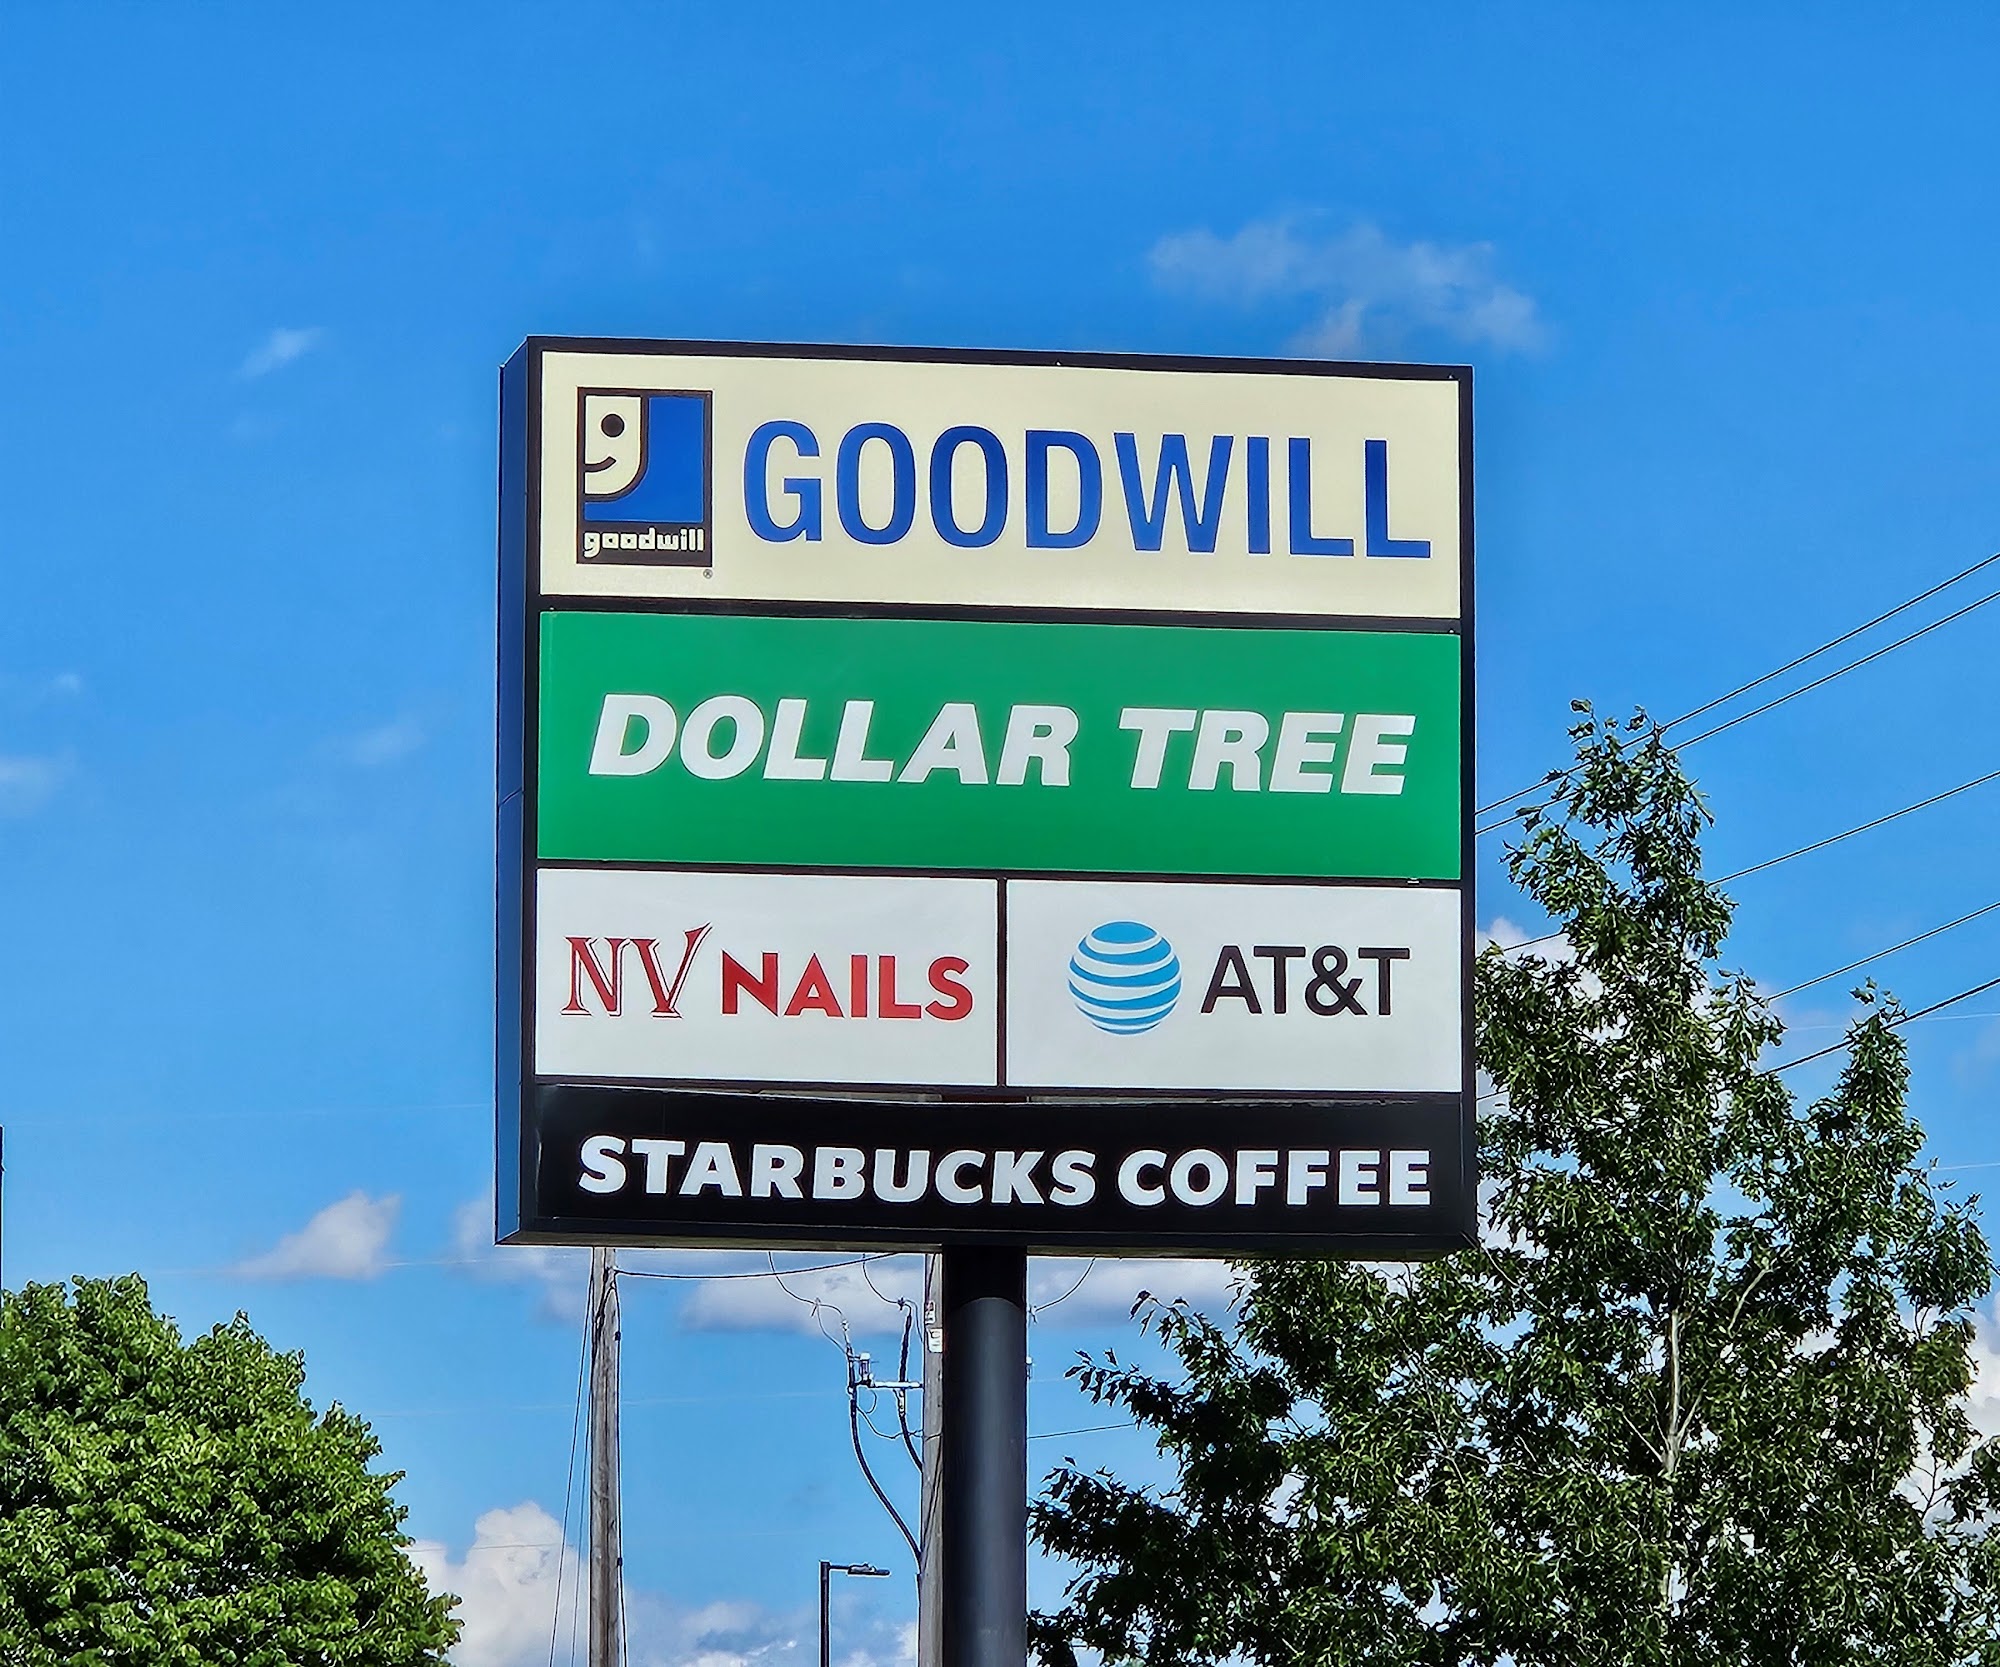 GOODWILL
goodwill
®
DOLLAR TREE
NV NAILS
AT&T
STARBUCKS COFFEE